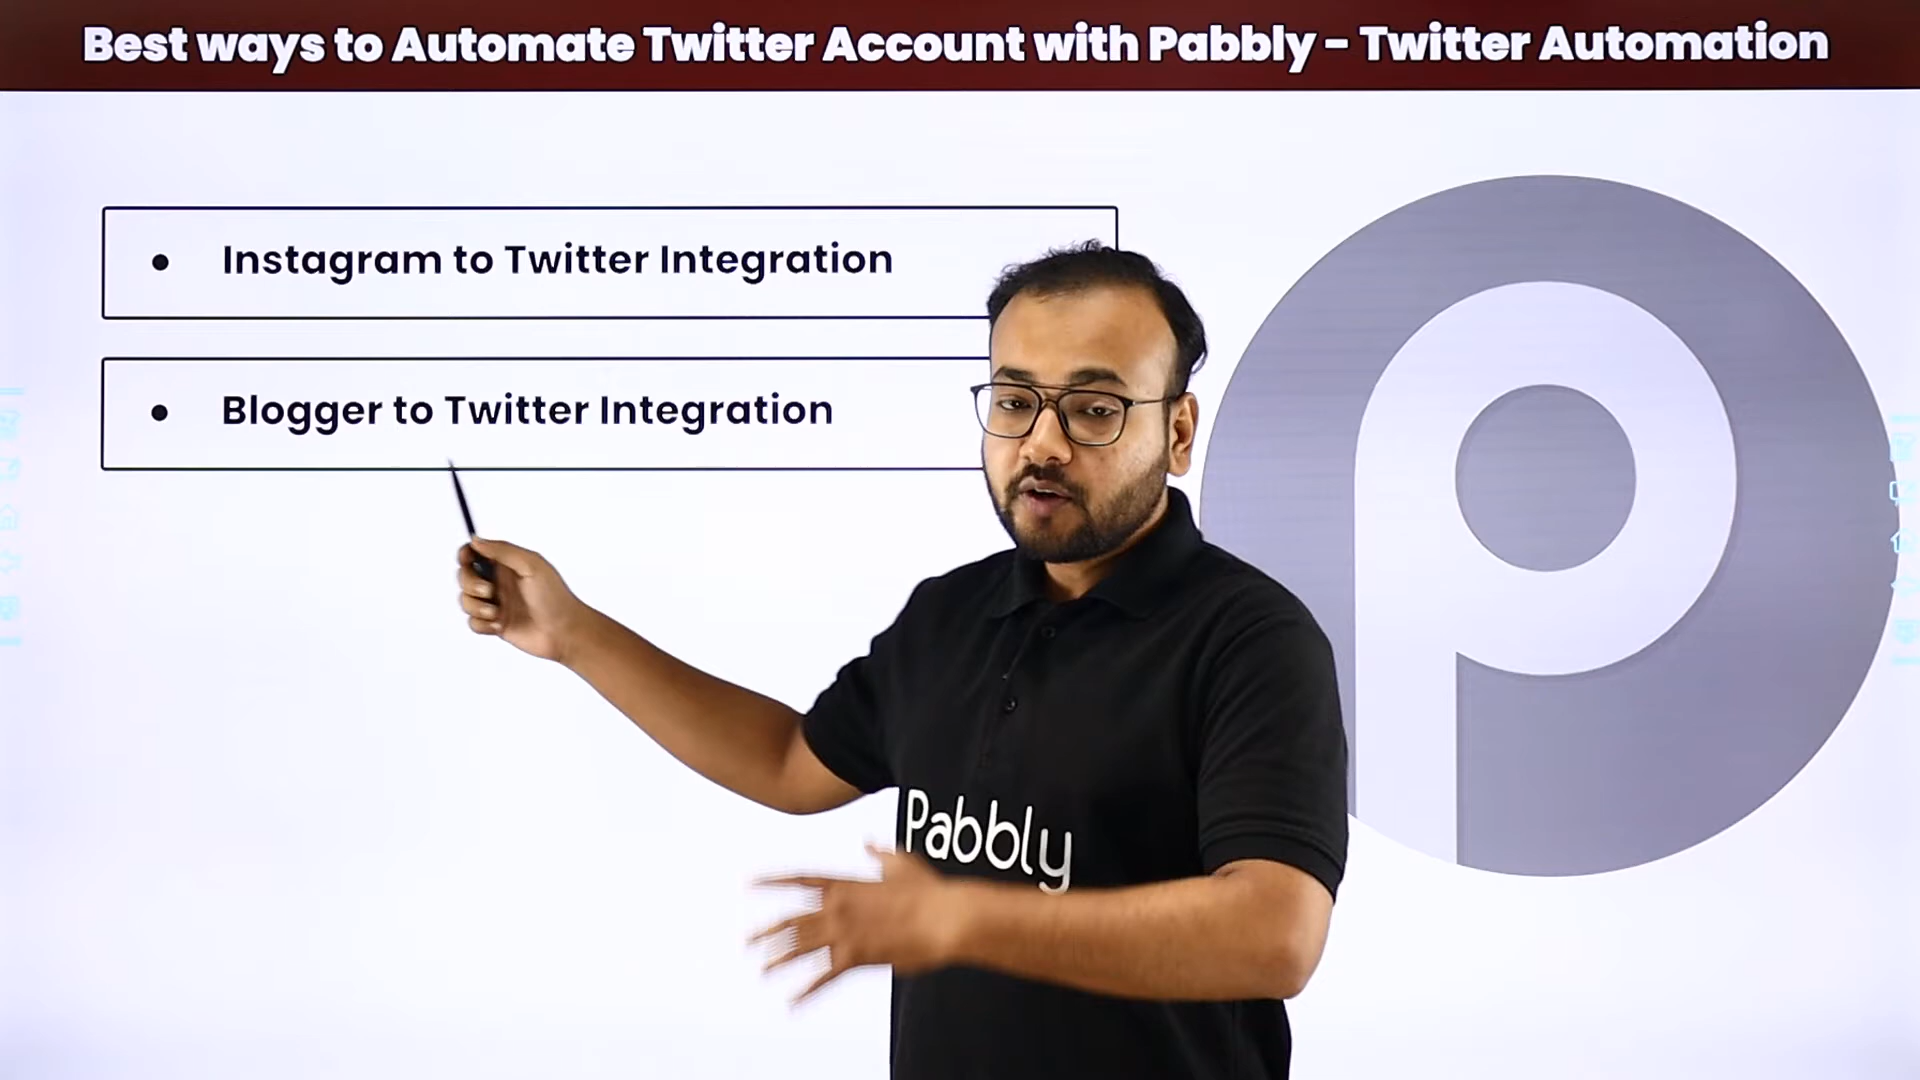 Best ways to Automate Twitter Account with Pabbly - Twitter Automation
• Instagram to Twitter Integration
• Blogger to Twitter Integration
Pabbly